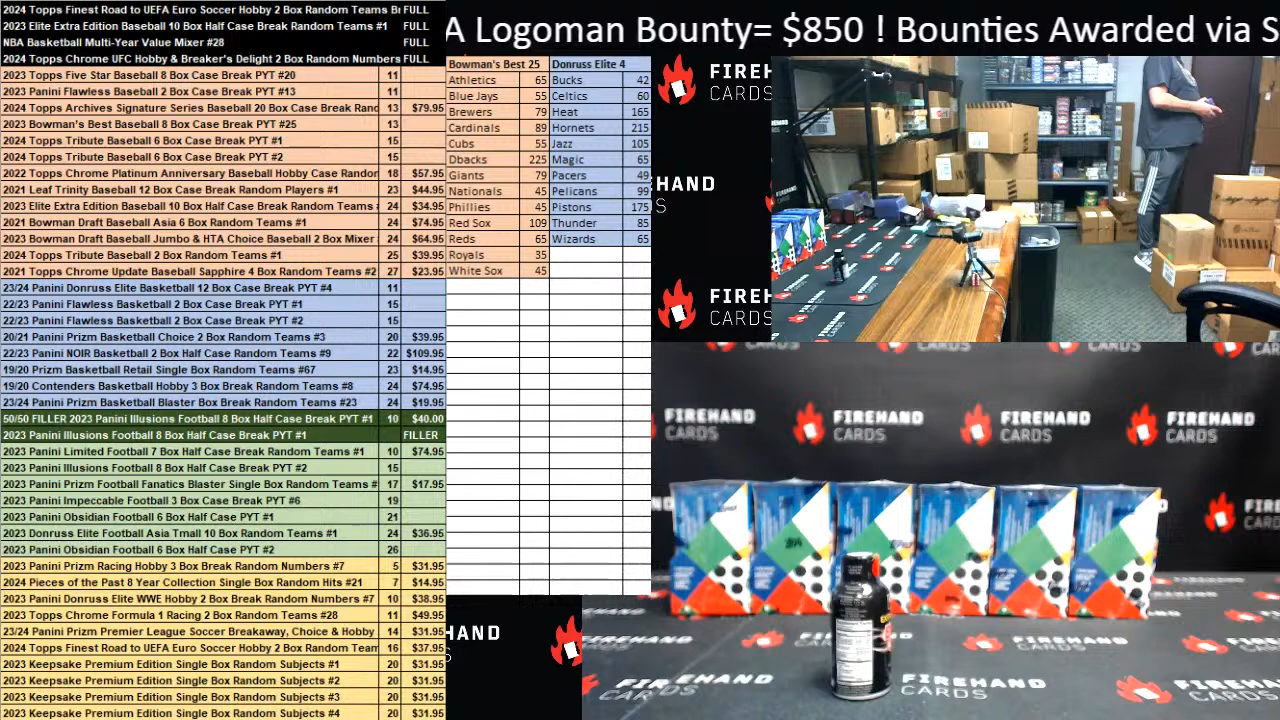 2024 Topps Finest Road to UEFA Euro Soccer Hobby 2 Box Random Teams FULL
2023 Elite Extra Edition Baseball 10 Box Half Case Random Teams #1 FULL
NBA Basketball Multi-Year Value Mixer #28 FULL
2024 Topps Chrome UFC Hobby & Breaker's Delight 2 Box Random Numbers FULL
2023 Topps Five Star Baseball 8 Box Case Break PYT #20 11
2023 Panini Flawless Baseball 2 Box Case Break PYT #13 11
2024 Topps Archives Signature Series Baseball 20 Box Case Break Ranc 13 $79.95
2023 Bowman's Best Baseball 8 Box Case Break PYT #25 13
2024 Topps Tribute Baseball 6 Box Case Break PYT #1 15
2024 Topps Tribute Baseball 6 Box Case Break PYT #2 15
2022 Topps Chrome Platinum Anniversary Baseball Hobby Case Randor 18 $57.95
2021 Leaf Trinity Baseball 12 Box Case Break Random Players #1 23 $44.95
2023 Elite Extra Edition Baseball 10 Box Half Case Random Teams 24 $34.95
2021 Bowman Draft Baseball Asia 6 Box Random Teams #1 24 $74.95
2023 Bowman Draft Baseball Jumbo & HTA Choice Baseball 2 Box Mixer 24 $64.95
2024 Topps Tribute Baseball 2 Box Random Teams #1 25 $39.95
2021 Topps Chrome Update Baseball Sapphire 4 Box Random Teams #2 27 $23.95
23/24 Panini Donruss Elite Basketball 12 Box Case Break PYT #4 11
22/23 Panini Flawless Basketball 2 Box Case Break PYT #1 15
22/23 Panini Flawless Basketball 2 Box Case Break PYT #2 15
20/21 Panini Prizm Basketball Choice 2 Box Random Teams #3 20 $39.95
22/23 Panini NOIR Basketball 2 Box Half Case Random Teams #9 22 $109.95
19/20 Prizm Basketball Retail Single Box Random Teams #67 23 $14.95
19/20 Contenders Basketball Hobby 3 Box Break Random Teams #8 24 $74.95
23/24 Panini Prizm Basketball Blaster Box Break Random Teams #23 24 $19.95
50/50 FILLER 2023 Panini Illusions Football 8 Box Half Case Break PYT #1 10 $40.00
2023 Panini Illusions Football 8 Box Half Case Break PYT #1 FILLER
2023 Panini Limited Football 7 Box Half Case Break Random Teams #1 10 $74.95
2023 Panini Illusions Football 8 Box Half Case Break PYT #2 15
2023 Panini Prizm Football Fanatics Blaster Single Box Random Teams # 17 $17.95
2023 Panini Impeccable Football 3 Box Case Break PYT #6 19
2023 Panini Obsidian Football 6 Box Half Case PYT #1 21
2023 Donruss Elite Football Asia Tmall 10 Box Random Teams #1 24 $36.95
2023 Panini Obsidian Football 6 Box Half Case PYT #2 26
2023 Panini Prizm Racing Hobby 3 Box Break Random Numbers #7 5 $31.95
2024 Pieces of the Past 8 Year Collection Single Box Random Hits #21 7 $14.95
2023 Panini Donruss Elite WWE Hobby 2 Box Break Random Numbers #7 10 $38.95
2023 Topps Chrome Formula 1 Racing 2 Box Random Teams #28 11 $49.95
23/24 Panini Prizm Premier League Soccer Breakaway, Choice & Hobby 14 $31.95
2024 Topps Finest Road to UEFA Euro Soccer Hobby 2 Box Random Team 19 $37.95
2023 Keepsake Premium Edition Single Box Random Subjects #1 20 $31.95
2023 Keepsake Premium Edition Single Box Random Subjects #2 20 $31.95
2023 Keepsake Premium Edition Single Box Random Subjects #3 20 $31.95
2023 Keepsake Premium Edition Single Box Random Subjects #4 20 $31.95
A Logoman Bounty= $850 ! Bounties Awarded via S
Bowman's Best 25 Donruss Elite 4
Athletics 65 Bucks 42
Blue Jays 55 Celtics 60
Brewers 79 Heat 165
Cardinals 89 Hornets 215
Cubs 55 Jazz 105
Dbacks 225 Magic 65
Giants 79 Pacers 49
Nationals 45 Pelicans 99
Phillies 45 Pistons 175
Red Sox 109 Thunder 85
Reds 65 Wizards 65
Royals 35
White Sox 45
FIREH
CARDS
HAND
S
FIREH
CARDS
HAND
FIREHAND
CARDS
FIREHAND
CARDS
FIREHAND
CARDS
FIREHAND
CARDS
FIREHAND
CARDS
FIREHAND
CARDS